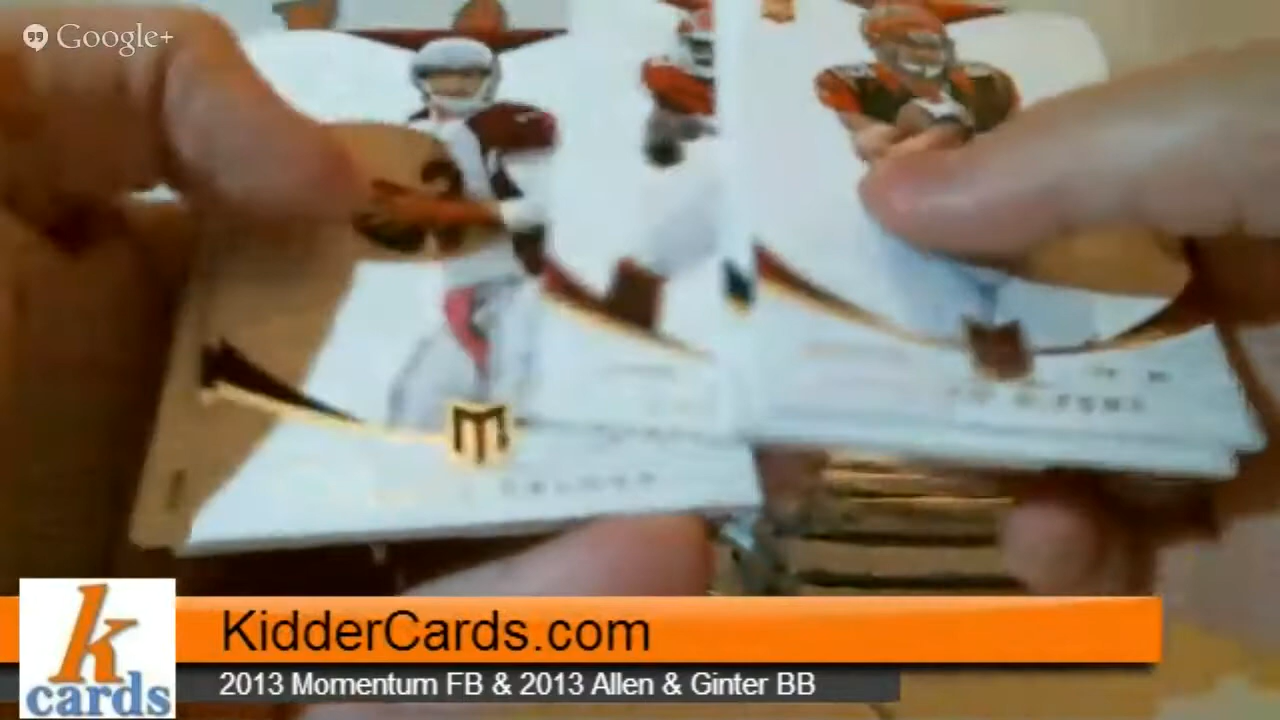 Google+
KidderCards.com
k
cards
2013 Momentum FB & 2013 Allen & Ginter BB
M